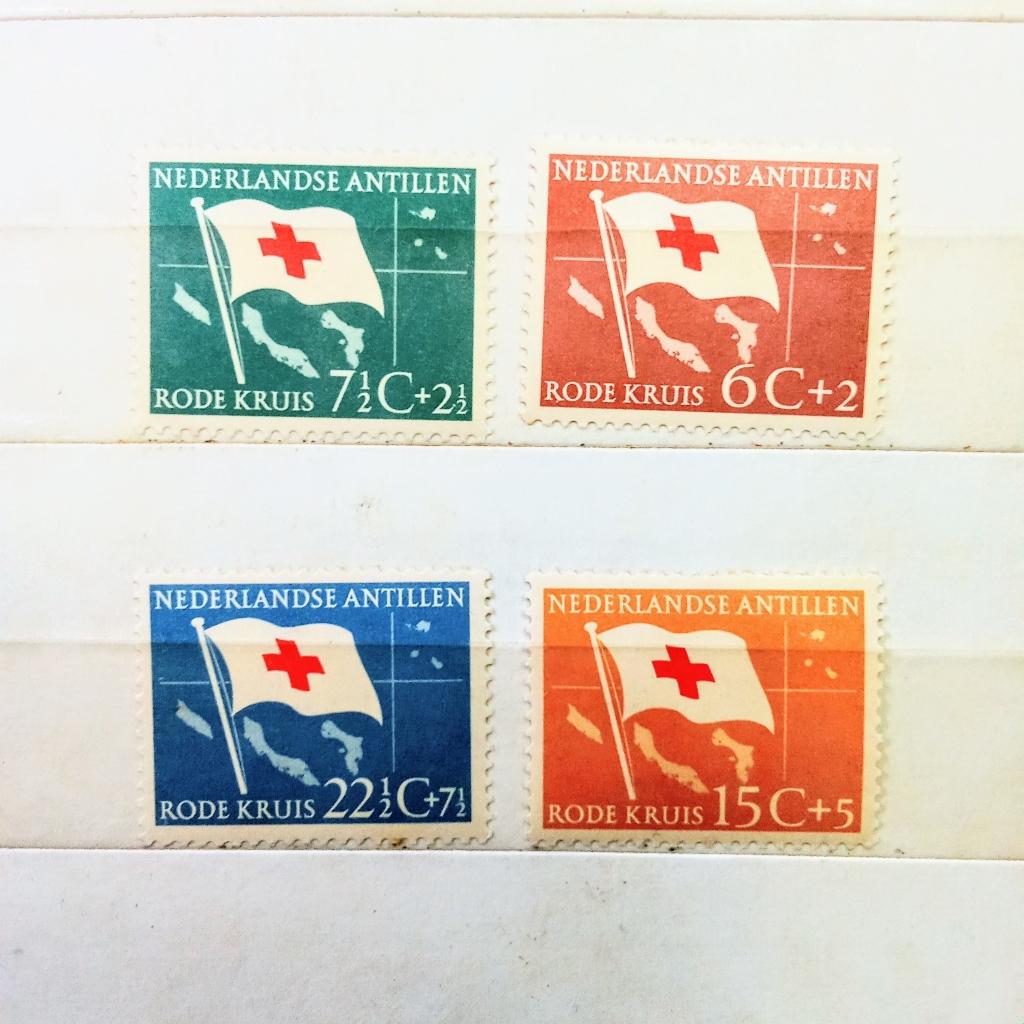 NEDERLANDSE ANTILLEN
RODE KRUIS 7½C+2½
NEDERLANDSE ANTILLEN
RODE KRUIS 6C+2
NEDERLANDSE ANTILLEN
RODE KRUIS 22½C+7½
NEDERLANDSE ANTILLEN
RODE KRUIS 15C+5